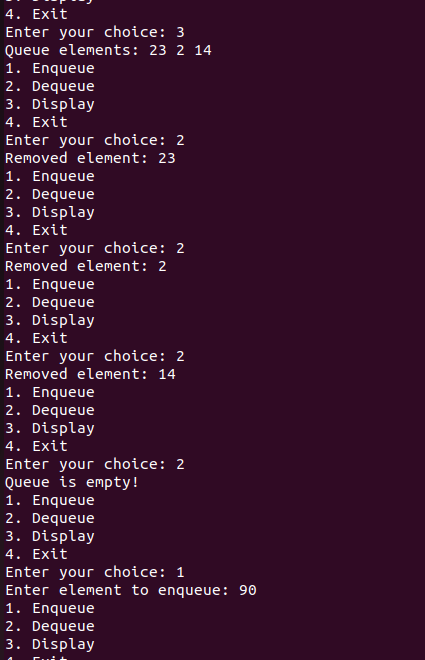 4. Exit
Enter your choice: 3
Queue elements: 23 2 14
1. Enqueue
2. Dequeue
3. Display
4. Exit
Enter your choice: 2
Removed element: 23
1. Enqueue
2. Dequeue
3. Display
4. Exit
Enter your choice: 2
Removed element: 2
1. Enqueue
2. Dequeue
3. Display
4. Exit
Enter your choice: 2
Removed element: 14
1. Enqueue
2. Dequeue
3. Display
4. Exit
Enter your choice: 2
Queue is empty!
1. Enqueue
2. Dequeue
3. Display
4. Exit
Enter your choice: 1
Enter element to enqueue: 90
1. Enqueue
2. Dequeue
3. Display
4. Exit